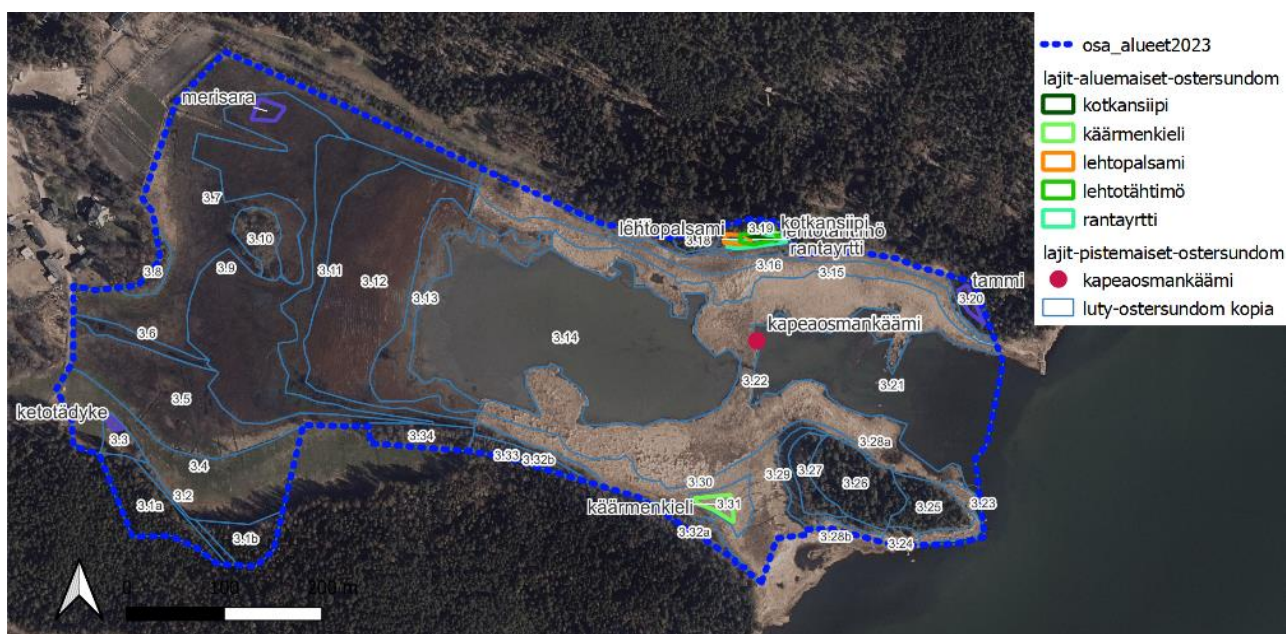 osa_alueet2023
lajit-aluemaiset-ostersundom
kotkansiipi
käärmenkieli
lehtopalsami
lehtotähtimö
rantayrtti
lajit-pistemaiset-ostersundom
kapeaosmankäämi
luty-ostersundom kopia
merisara
3.7
3.10
3.8
3.9
3.11
3.12
3.13
3.6
3.5
ketotädyke
3.3
3.4
3.2
3.1a
3.1b
3.14
lehtopalsami
3.18
3.19
kotkansiipi
lehtotähtimö
rantayrtti
3.16
3.15
tammi
3.20
kapeaosmankäämi
3.22
3.21
3.34
3.33
3.32b
3.30
3.31
käärmenkieli
3.32a
3.29
3.27
3.28a
3.26
3.25
3.23
3.28b
3.24
0 100 200 m